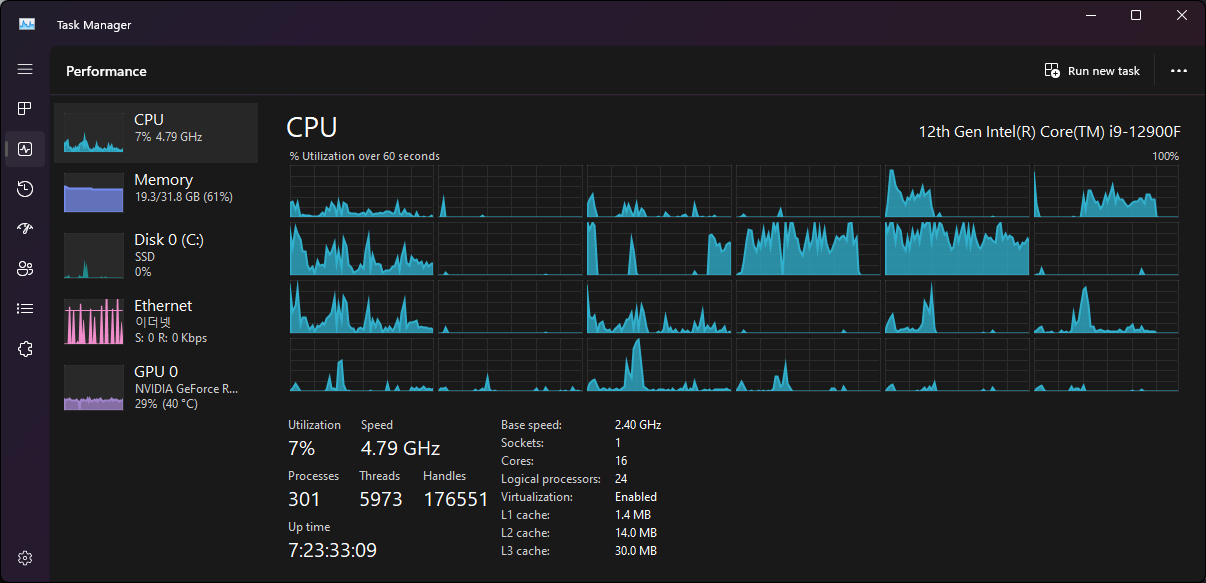 Task Manager
Performance
Run new task
CPU
7% 4.79 GHz
Memory
19.3/31.8 GB (61%)
Disk 0 (C:)
SSD
0%
Ethernet
이더넷
S: 0 R: 0 Kbps
GPU 0
NVIDIA GeForce R...
29% (40 °C)
CPU
12th Gen Intel(R) Core(TM) i9-12900F
% Utilization over 60 seconds
100%
Utilization
Speed
7%
4.79 GHz
Processes
Threads
Handles
301
5973
176551
Up time
7:23:33:09
Base speed: 2.40 GHz
Sockets: 1
Cores: 16
Logical processors: 24
Virtualization: Enabled
L1 cache: 1.4 MB
L2 cache: 14.0 MB
L3 cache: 30.0 MB